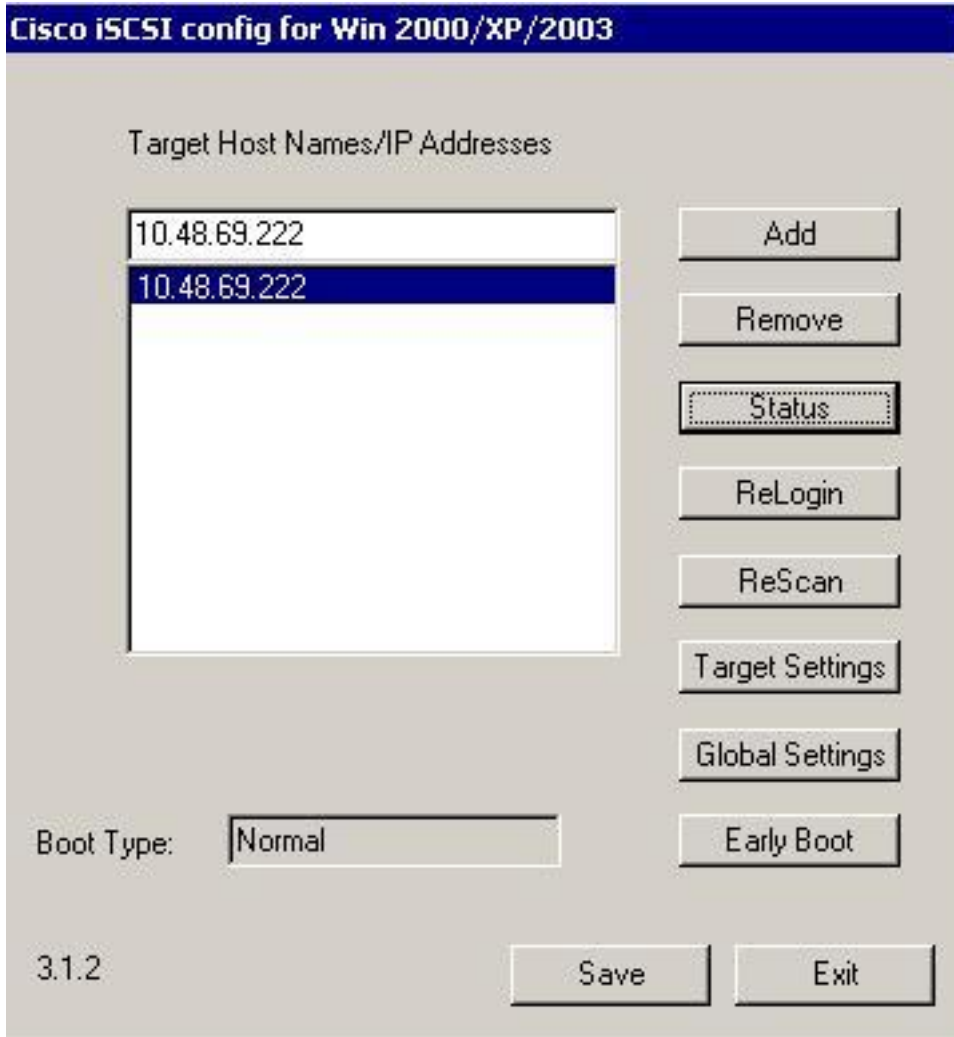 Cisco iSCSI config for Win 2000/XP/2003
Target Host Names/IP Addresses
10.48.69.222
Add
10.48.69.222
Remove
Status
ReLogin
ReScan
Target Settings
Global Settings
Boot Type:
Normal
Early Boot
3.1.2
Save
Exit